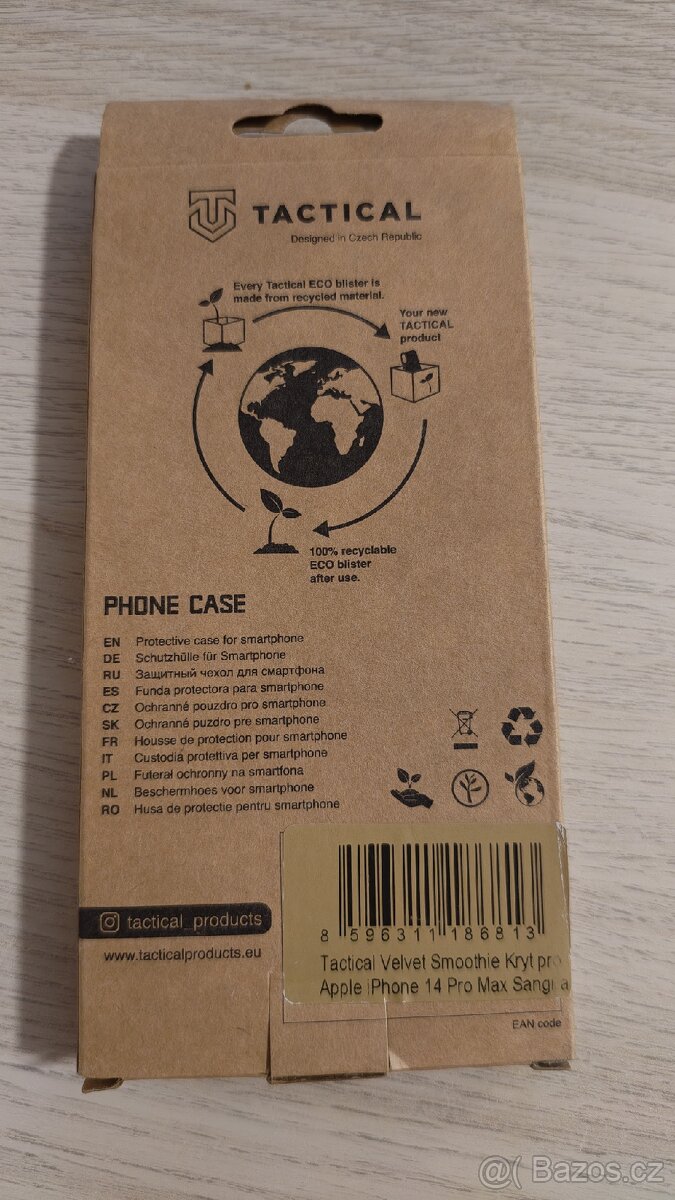 TACTICAL
Designed in Czech Republic
Every Tactical ECO blister is
made from recycled material.
Your new
TACTICAL
product
100% recyclable
ECO blister
after use.
PHONE CASE
EN Protective case for smartphone
DE Schutzhülle für Smartphone
RU Защитный чехол для смартфона
ES Funda protectora para smartphone
CZ Ochranné pouzdro pro smartphone
SK Ochranné puzdro pre smartphone
FR Housse de protection pour smartphone
IT Custodia protettiva per smartphone
PL Futerał ochronny na smartfona
NL Beschermhoes voor smartphone
RO Husa de protectie pentru smartphone
tactical_products
www.tacticalproducts.eu
8 596311 186813
Tactical Velvet Smoothie Kryt pro
Apple iPhone 14 Pro Max Sangria
EAN code
@( Bazos.cz